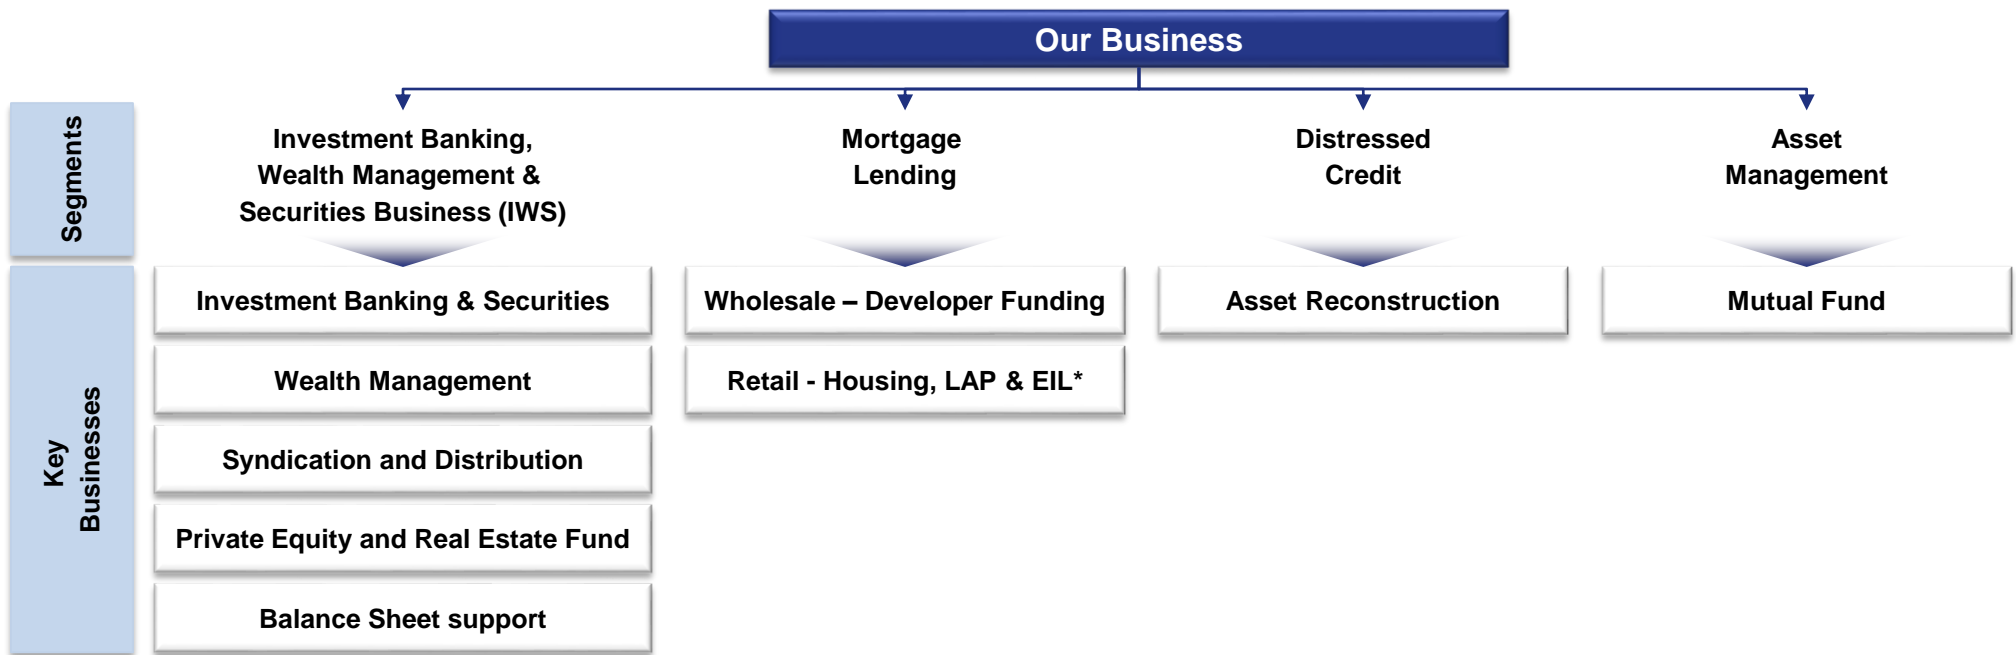 Our Business
Segments
Investment Banking,
Wealth Management &
Securities Business (IWS)
Mortgage
Lending
Distressed
Credit
Asset
Management
Key
Businesses
Investment Banking & Securities
Wealth Management
Syndication and Distribution
Private Equity and Real Estate Fund
Balance Sheet support
Wholesale – Developer Funding
Retail - Housing, LAP & EIL*
Asset Reconstruction
Mutual Fund